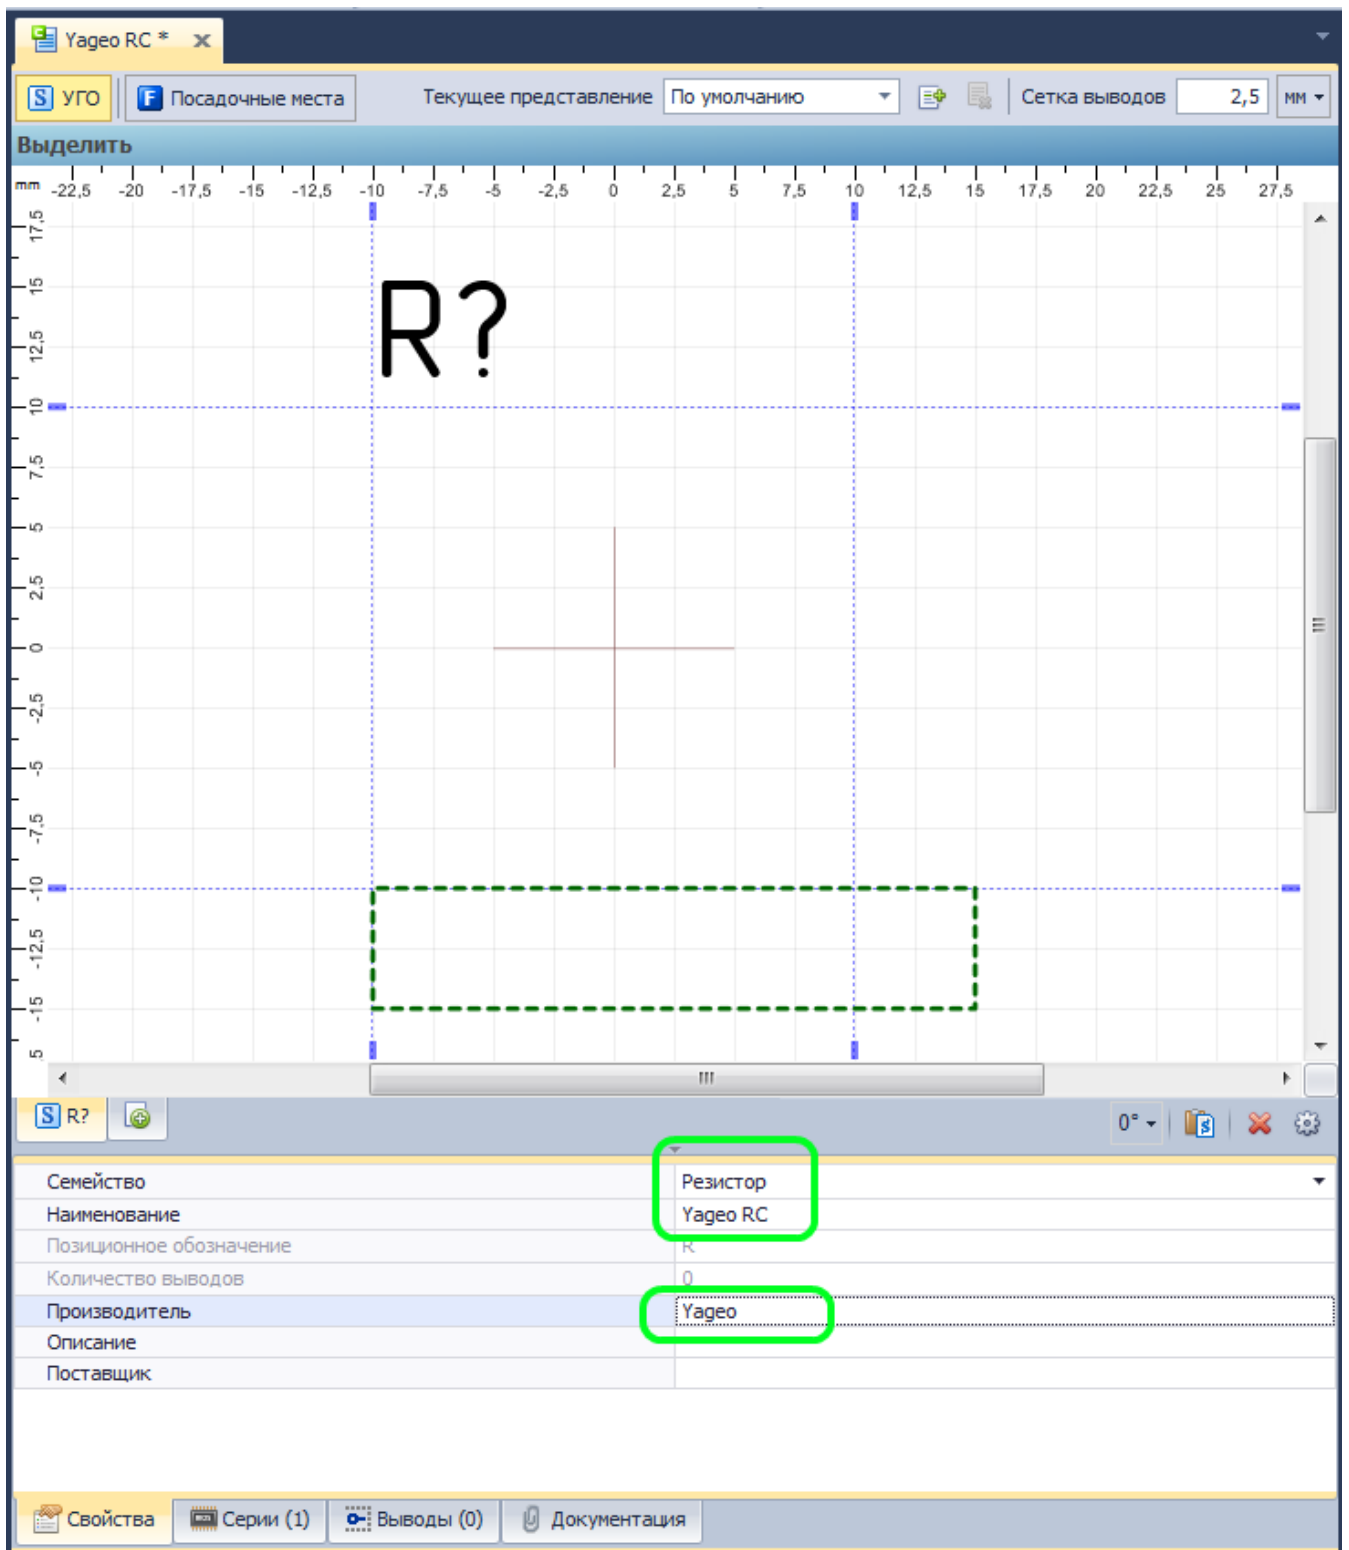 Yageo RC *
УГО Посадочные места Текущее представление По умолчанию Сетка выводов 2,5 мм
Выделить
mm -22,5 -20 -17,5 -15 -12,5 -10 -7,5 -5 -2,5 0 2,5 5 7,5 10 12,5 15 17,5 20 22,5 25 27,5
17,5
15
R?
12,5
10
7,5
5
2,5
0
-2,5
-5
-7,5
-10
-12,5
-15
5
R? 0°
Семейство Резистор
Наименование Yageo RC
Позиционное обозначение R
Количество выводов 0
Производитель Yageo
Описание
Поставщик
Свойства Серии (1) Выводы (0) Документация